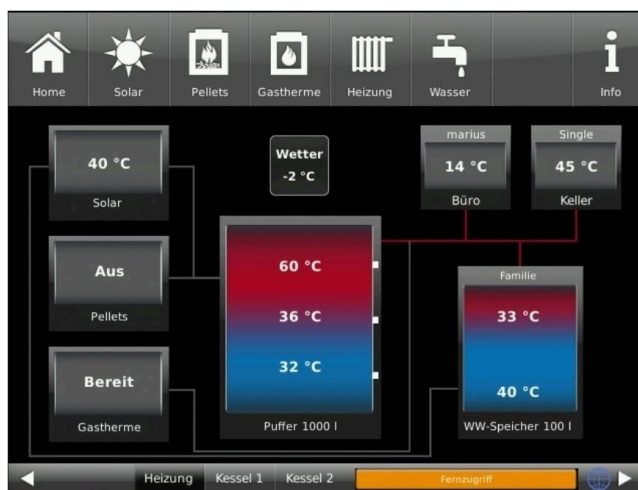 Home
Solar
Pellets
Gastherme
Heizung
Wasser
Info
40 °C
Solar
Wetter
-2 °C
marius
14 °C
Büro
Single
45 °C
Keller
Aus
Pellets
60 °C
36 °C
32 °C
Puffer 1000 l
Familie
33 °C
40 °C
WW-Speicher 100 l
Bereit
Gastherme
Heizung
Kessel 1
Kessel 2
Fernzugriff